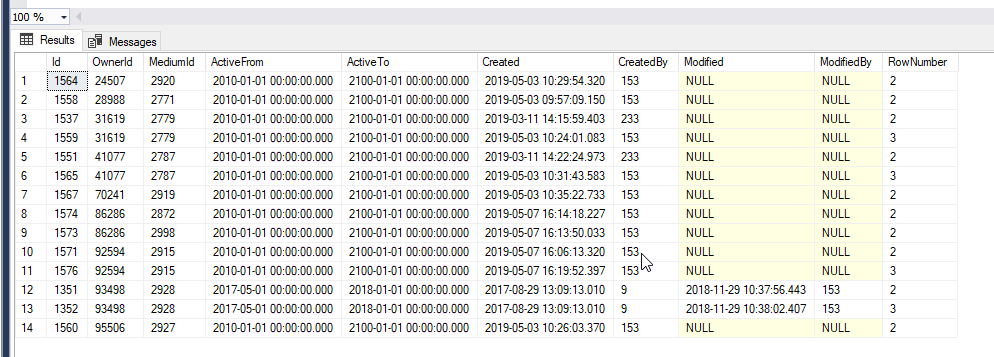 100 %
Results Messages
Id OwnerId MediumId ActiveFrom ActiveTo Created CreatedBy Modified ModifiedBy RowNumber
1 1564 24507 2920 2010-01-01 00:00:00.000 2100-01-01 00:00:00.000 2019-05-03 10:29:54.320 153 NULL NULL 2
2 1558 28988 2771 2010-01-01 00:00:00.000 2100-01-01 00:00:00.000 2019-05-03 09:57:09.150 153 NULL NULL 2
3 1537 31619 2779 2010-01-01 00:00:00.000 2100-01-01 00:00:00.000 2019-03-11 14:15:59.403 233 NULL NULL 2
4 1559 31619 2779 2010-01-01 00:00:00.000 2100-01-01 00:00:00.000 2019-05-03 10:24:01.083 153 NULL NULL 3
5 1551 41077 2787 2010-01-01 00:00:00.000 2100-01-01 00:00:00.000 2019-03-11 14:22:24.973 233 NULL NULL 2
6 1565 41077 2787 2010-01-01 00:00:00.000 2100-01-01 00:00:00.000 2019-05-03 10:31:43.583 153 NULL NULL 3
7 1567 70241 2919 2010-01-01 00:00:00.000 2100-01-01 00:00:00.000 2019-05-03 10:35:22.733 153 NULL NULL 2
8 1574 86286 2872 2010-01-01 00:00:00.000 2100-01-01 00:00:00.000 2019-05-07 16:14:18.227 153 NULL NULL 2
9 1573 86286 2998 2010-01-01 00:00:00.000 2100-01-01 00:00:00.000 2019-05-07 16:13:50.033 153 NULL NULL 2
10 1571 92594 2915 2010-01-01 00:00:00.000 2100-01-01 00:00:00.000 2019-05-07 16:06:13.320 153 NULL NULL 2
11 1576 92594 2915 2010-01-01 00:00:00.000 2100-01-01 00:00:00.000 2019-05-07 16:19:52.397 153 NULL NULL 3
12 1351 93498 2928 2017-05-01 00:00:00.000 2018-01-01 00:00:00.000 2017-08-29 13:09:13.010 9 2018-11-29 10:37:56.443 153 2
13 1352 93498 2928 2017-05-01 00:00:00.000 2018-01-01 00:00:00.000 2017-08-29 13:09:13.010 9 2018-11-29 10:38:02.407 153 3
14 1560 95506 2927 2010-01-01 00:00:00.000 2100-01-01 00:00:00.000 2019-05-03 10:26:03.370 153 NULL NULL 2